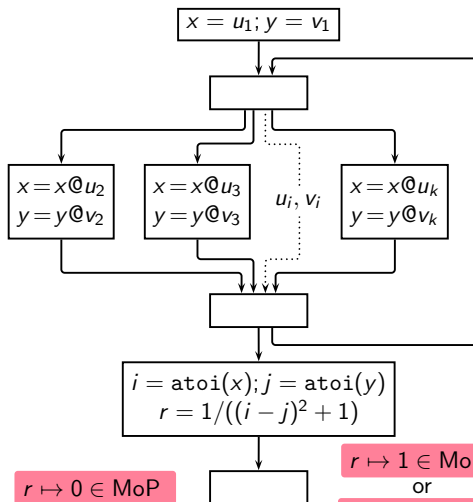 x = u₁; y = v₁
x = x@u₂
y = y@v₂
x = x@u₃
y = y@v₃
uᵢ, vᵢ
x = x@uₖ
y = y@vₖ
i = atoi(x); j = atoi(y)
r = 1/((i − j)² + 1)
r ↦ 0 ∈ MoP
r ↦ 1 ∈ Mo
or